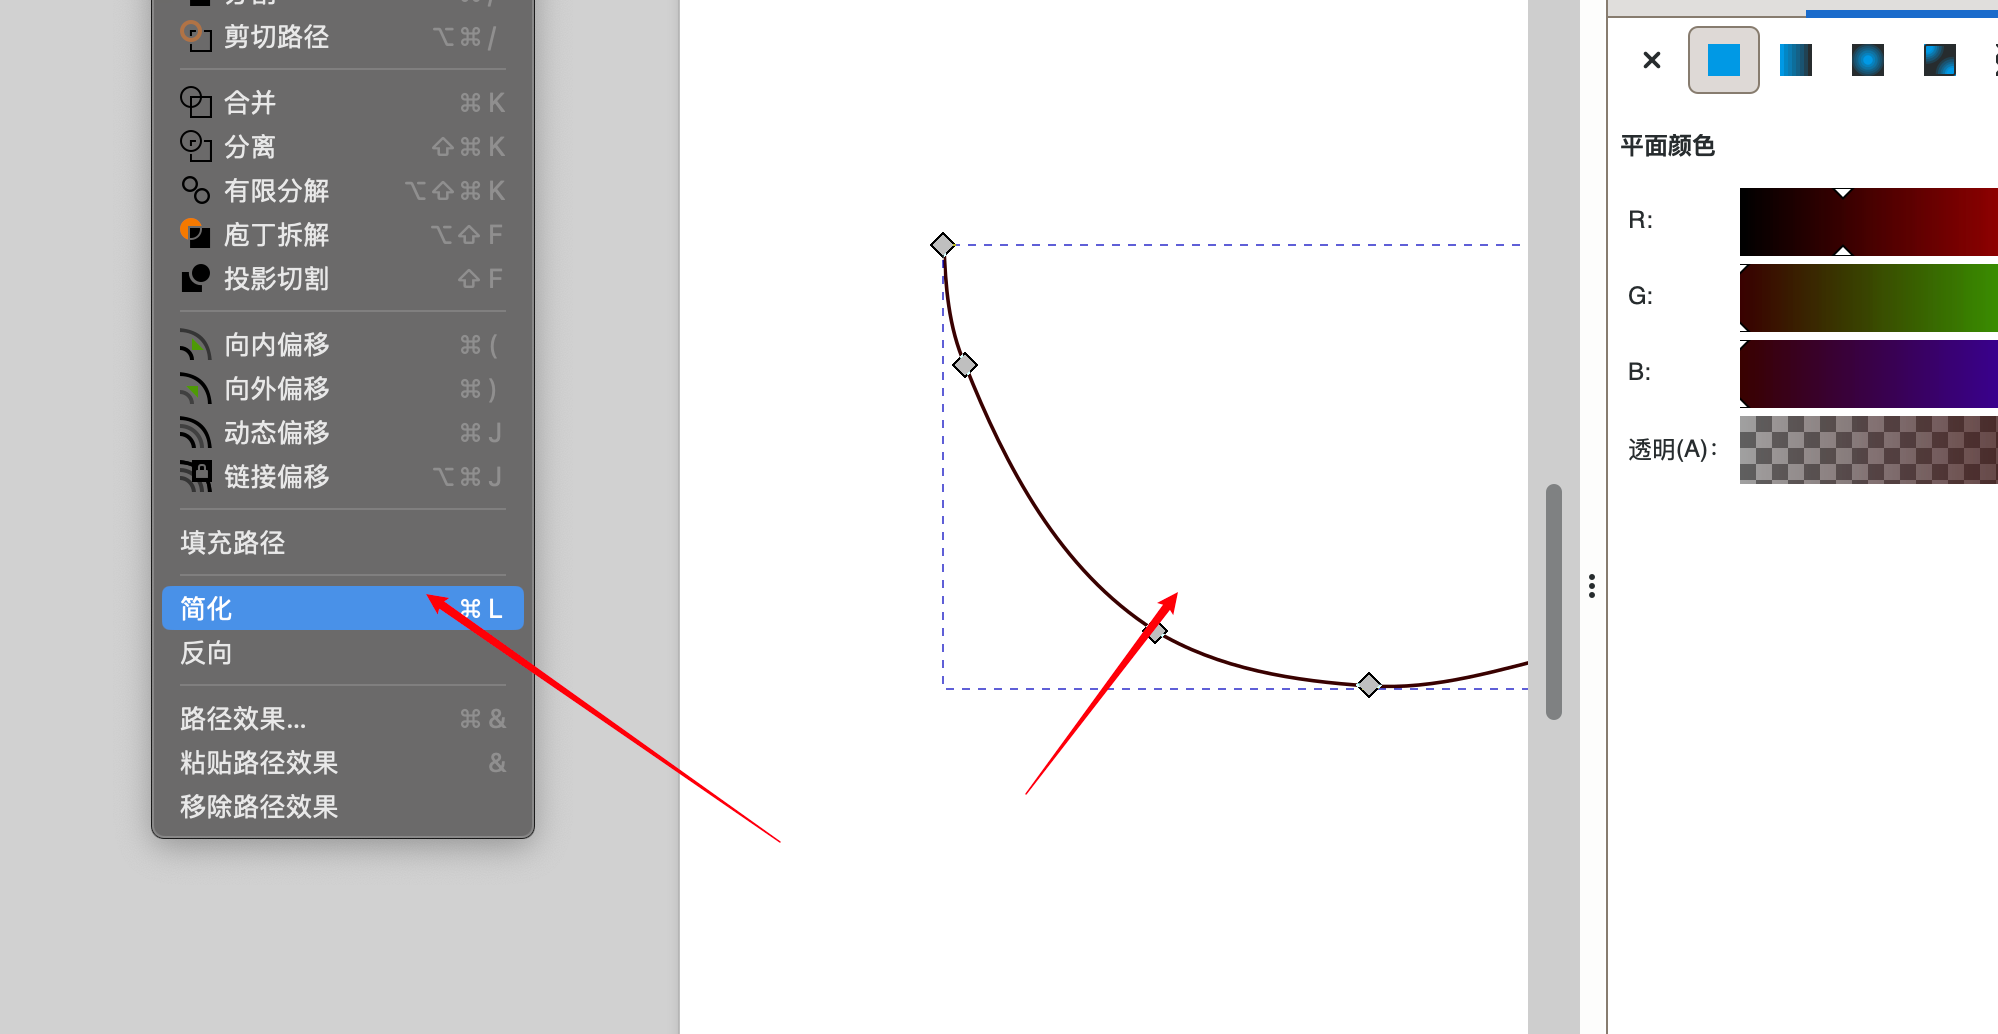 剪切路径 ⌥⌘/
合并 ⌘K
分离 ⇧⌘K
有限分解 ⌥⇧⌘K
庖丁拆解 ⌥⇧F
投影切割 ⇧F
向内偏移 ⌘(
向外偏移 ⌘)
动态偏移 ⌘J
链接偏移 ⌥⌘J
填充路径
简化 ⌘L
反向
路径效果... ⌘&
粘贴路径效果 &
移除路径效果
平面颜色
R:
G:
B:
透明(A):